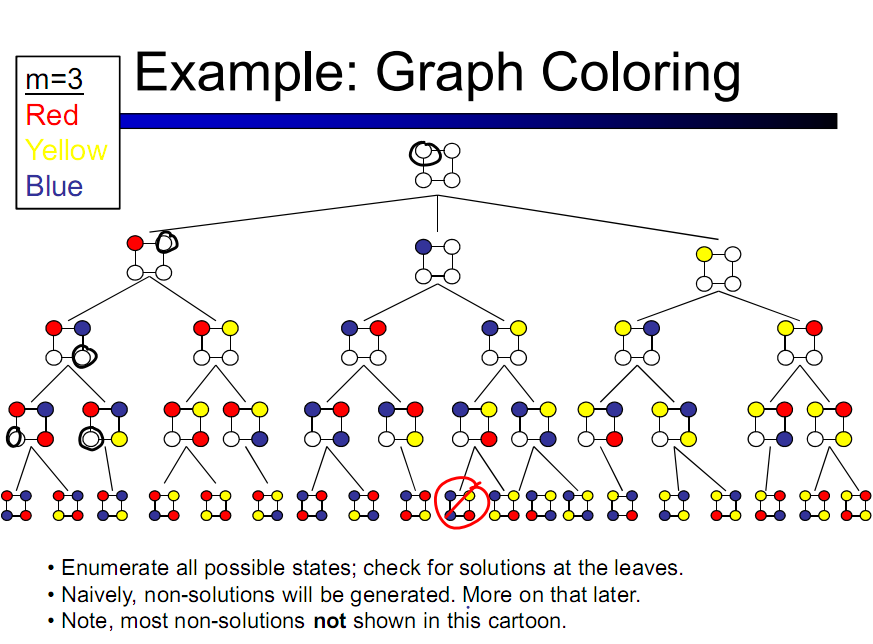 Example: Graph Coloring
m=3
Red
Yellow
Blue
• Enumerate all possible states; check for solutions at the leaves.
• Naively, non-solutions will be generated. More on that later.
• Note, most non-solutions not shown in this cartoon.